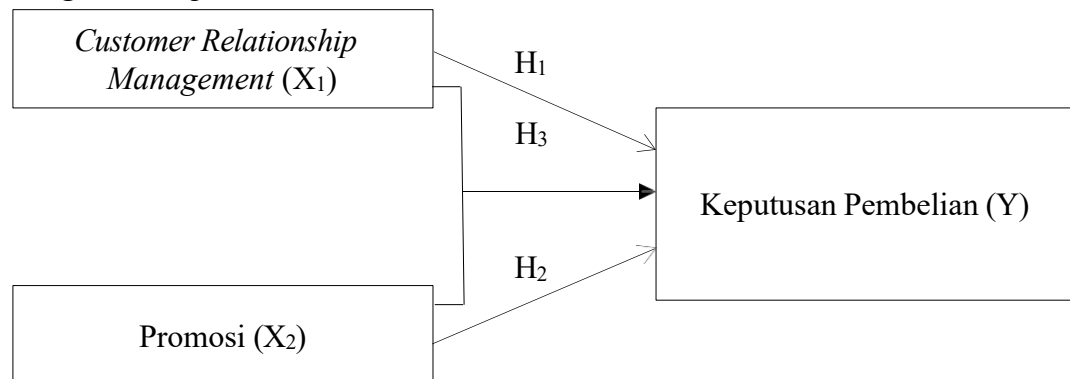 Customer Relationship
Management (X₁)
H₁
H₃
Keputusan Pembelian (Y)
H₂
Promosi (X₂)